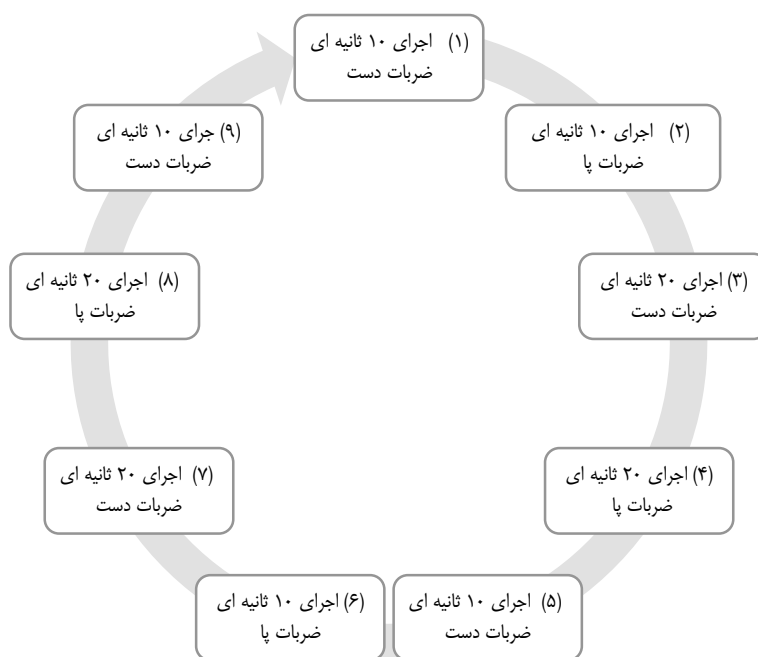 (۱) اجرای ۱۰ ثانیه ای
ضربات دست
(۲) اجرای ۱۰ ثانیه ای
ضربات پا
(۳) اجرای ۲۰ ثانیه ای
ضربات دست
(۴) اجرای ۲۰ ثانیه ای
ضربات پا
(۵) اجرای ۱۰ ثانیه ای
ضربات دست
(۶) اجرای ۱۰ ثانیه ای
ضربات پا
(۷) اجرای ۲۰ ثانیه ای
ضربات دست
(۸) اجرای ۲۰ ثانیه ای
ضربات پا
(۹) جرای ۱۰ ثانیه ای
ضربات دست